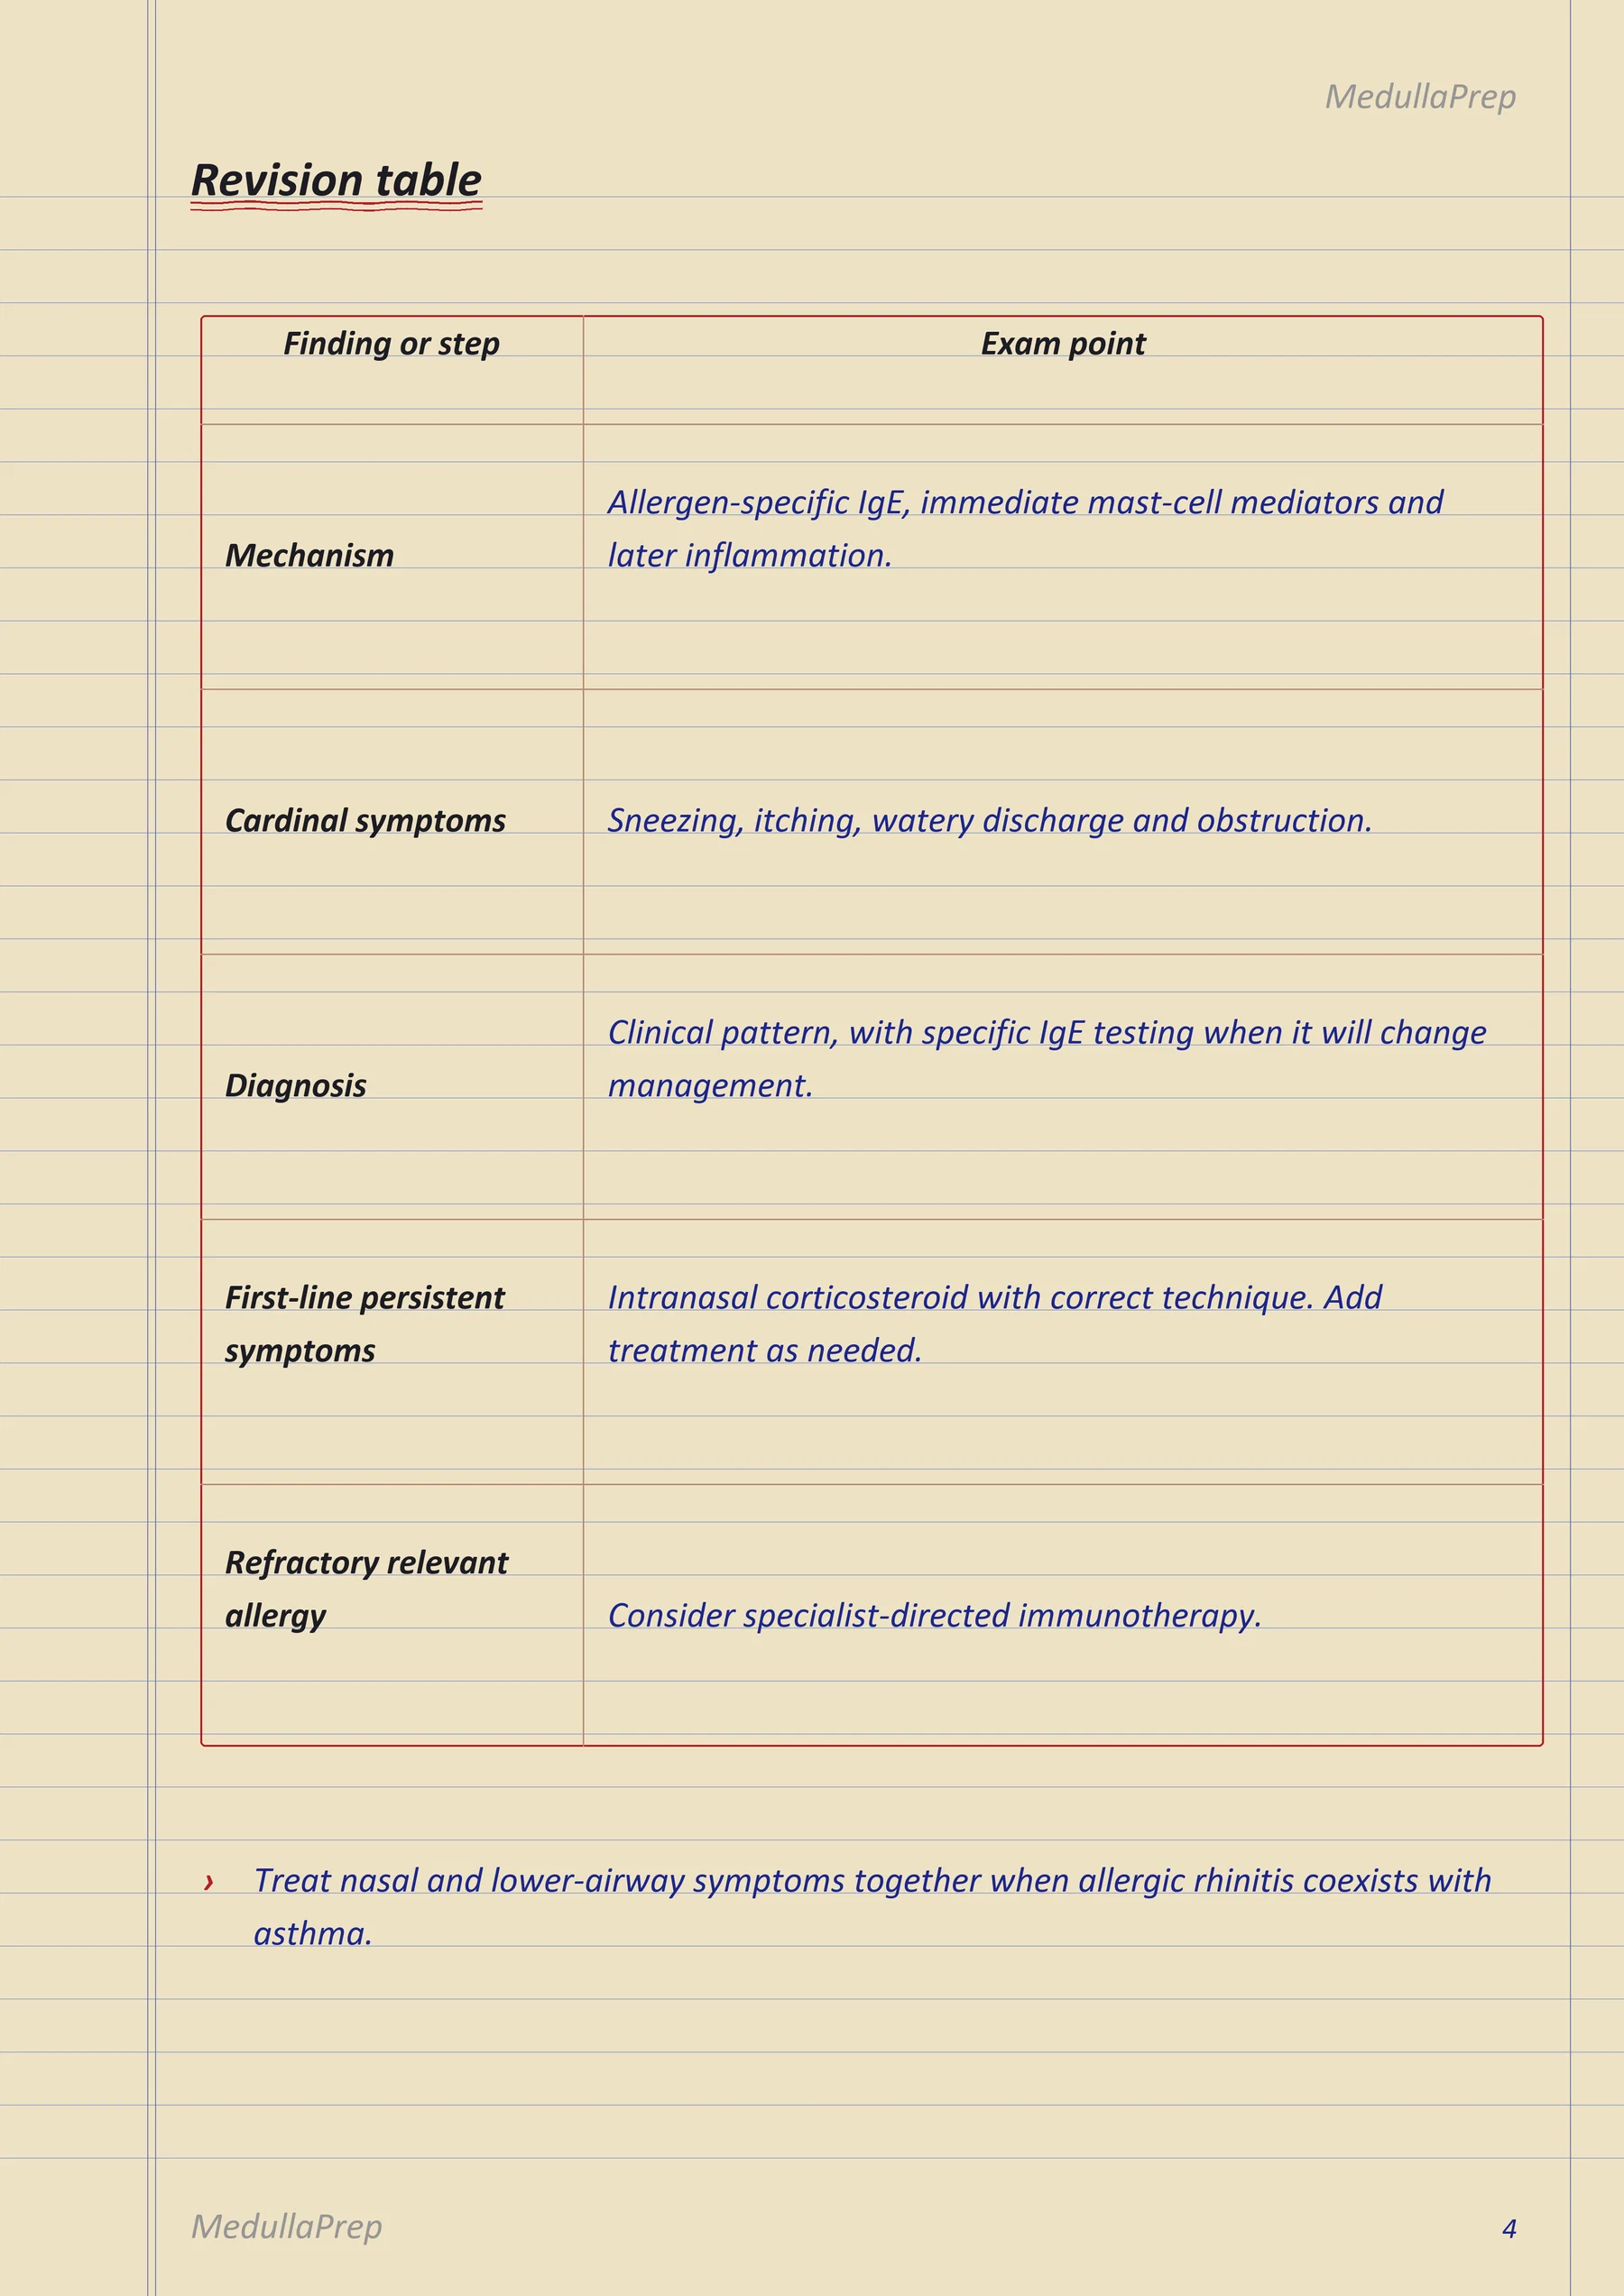 MedullaPrep
Revision table
Finding or step
Exam point
Mechanism
Allergen-specific IgE, immediate mast-cell mediators and
later inflammation.
Cardinal symptoms
Sneezing, itching, watery discharge and obstruction.
Diagnosis
Clinical pattern, with specific IgE testing when it will change
management.
First-line persistent
symptoms
Intranasal corticosteroid with correct technique. Add
treatment as needed.
Refractory relevant
allergy
Consider specialist-directed immunotherapy.
› Treat nasal and lower-airway symptoms together when allergic rhinitis coexists with
asthma.
MedullaPrep
4